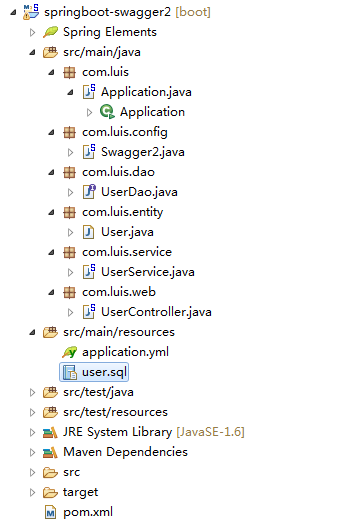 springboot-swagger2 [boot]
Spring Elements
src/main/java
com.luis
Application.java
Application
com.luis.config
Swagger2.java
com.luis.dao
UserDao.java
com.luis.entity
User.java
com.luis.service
UserService.java
com.luis.web
UserController.java
src/main/resources
application.yml
user.sql
src/test/java
src/test/resources
JRE System Library [JavaSE-1.6]
Maven Dependencies
src
target
pom.xml